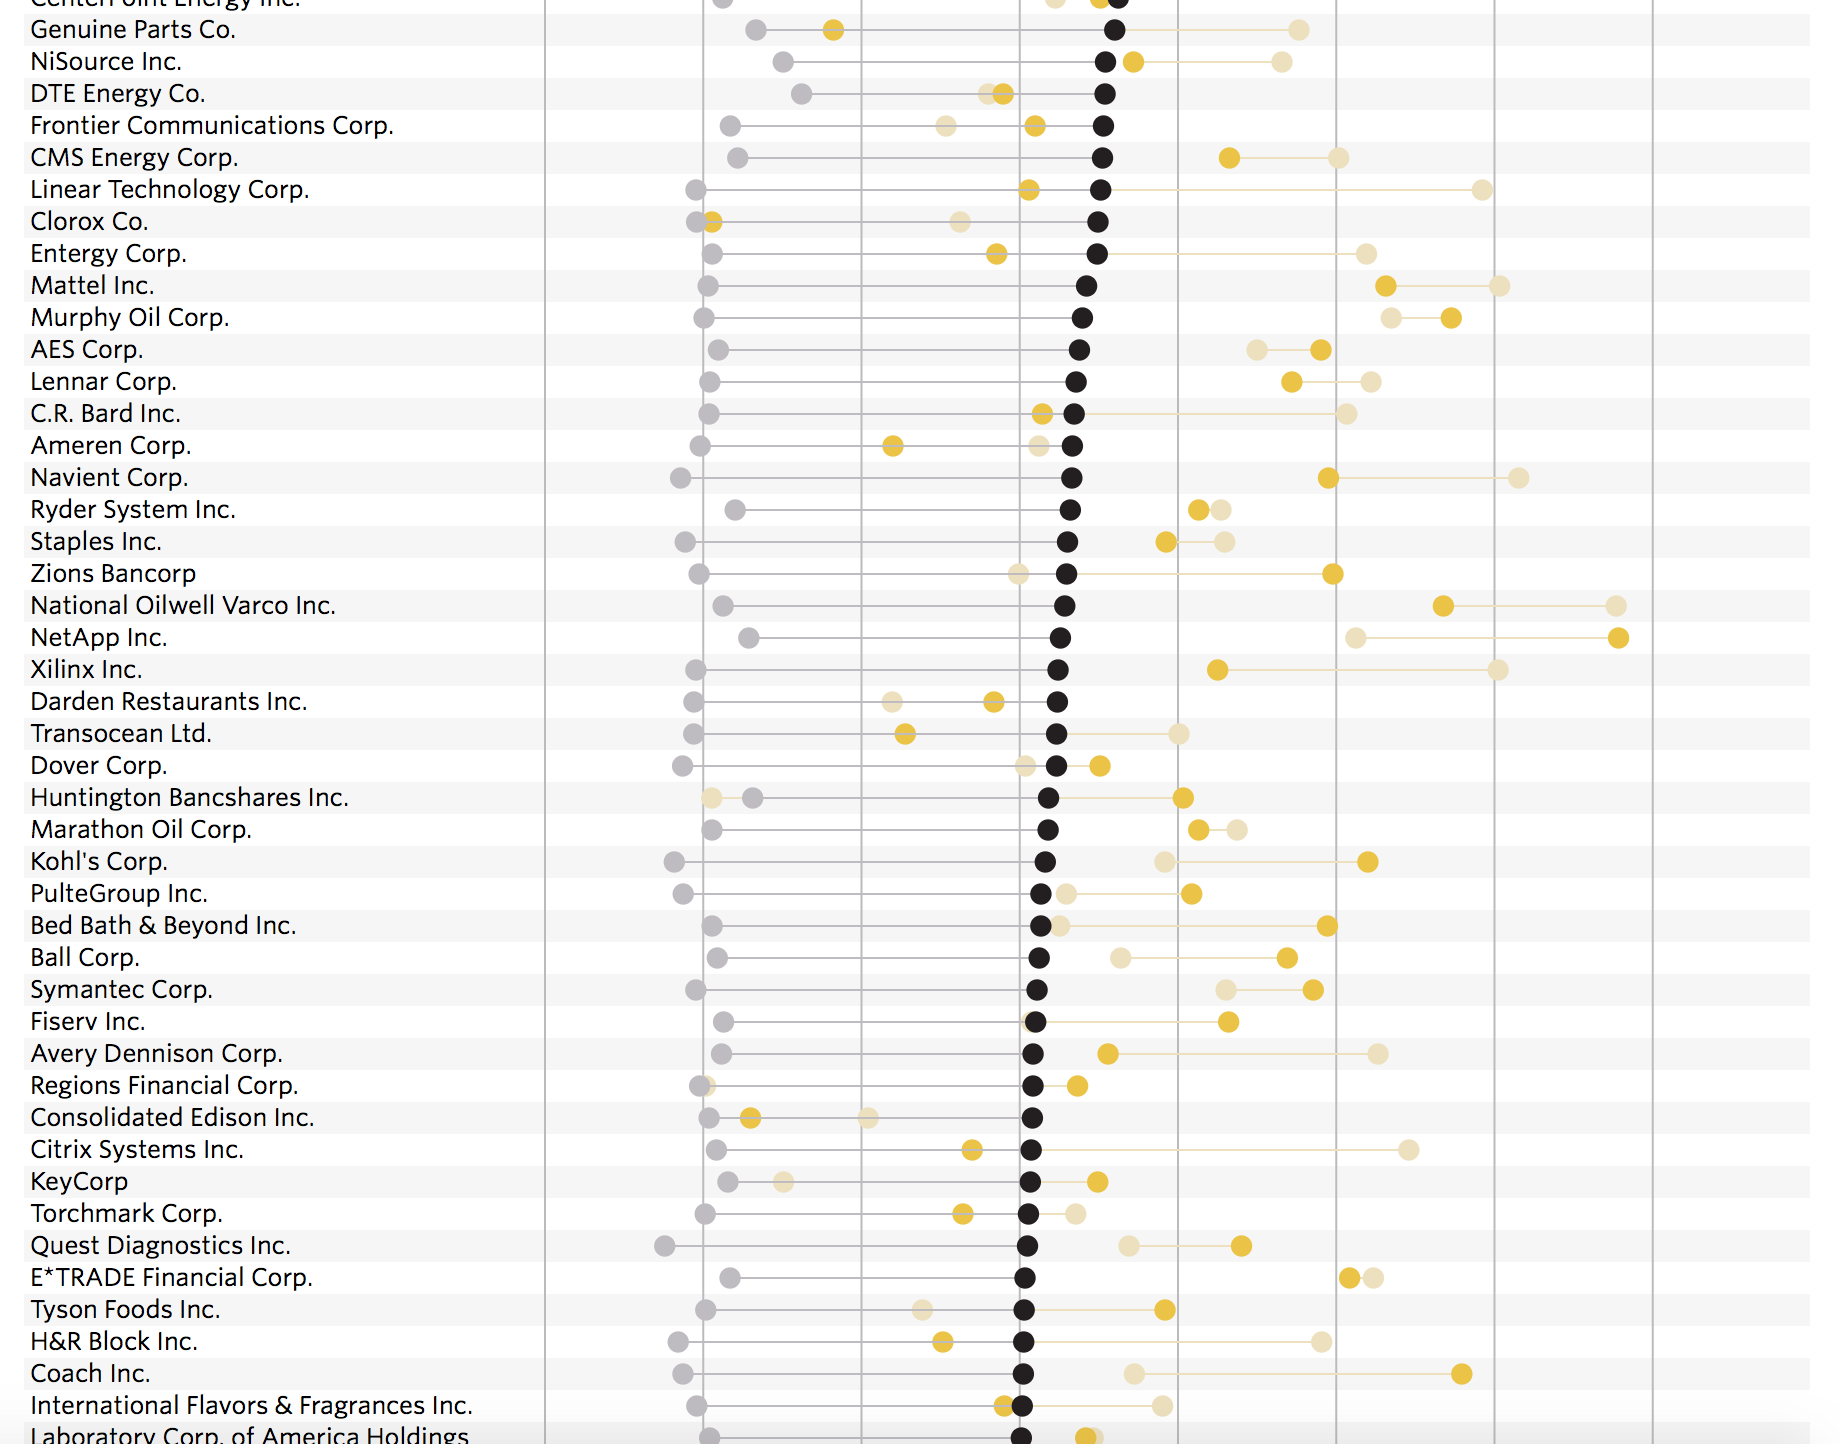 CenterPoint Energy Inc.
Genuine Parts Co.
NiSource Inc.
DTE Energy Co.
Frontier Communications Corp.
CMS Energy Corp.
Linear Technology Corp.
Clorox Co.
Entergy Corp.
Mattel Inc.
Murphy Oil Corp.
AES Corp.
Lennar Corp.
C.R. Bard Inc.
Ameren Corp.
Navient Corp.
Ryder System Inc.
Staples Inc.
Zions Bancorp
National Oilwell Varco Inc.
NetApp Inc.
Xilinx Inc.
Darden Restaurants Inc.
Transocean Ltd.
Dover Corp.
Huntington Bancshares Inc.
Marathon Oil Corp.
Kohl's Corp.
PulteGroup Inc.
Bed Bath & Beyond Inc.
Ball Corp.
Symantec Corp.
Fiserv Inc.
Avery Dennison Corp.
Regions Financial Corp.
Consolidated Edison Inc.
Citrix Systems Inc.
KeyCorp
Torchmark Corp.
Quest Diagnostics Inc.
E*TRADE Financial Corp.
Tyson Foods Inc.
H&R Block Inc.
Coach Inc.
International Flavors & Fragrances Inc.
Laboratory Corp. of America Holdings